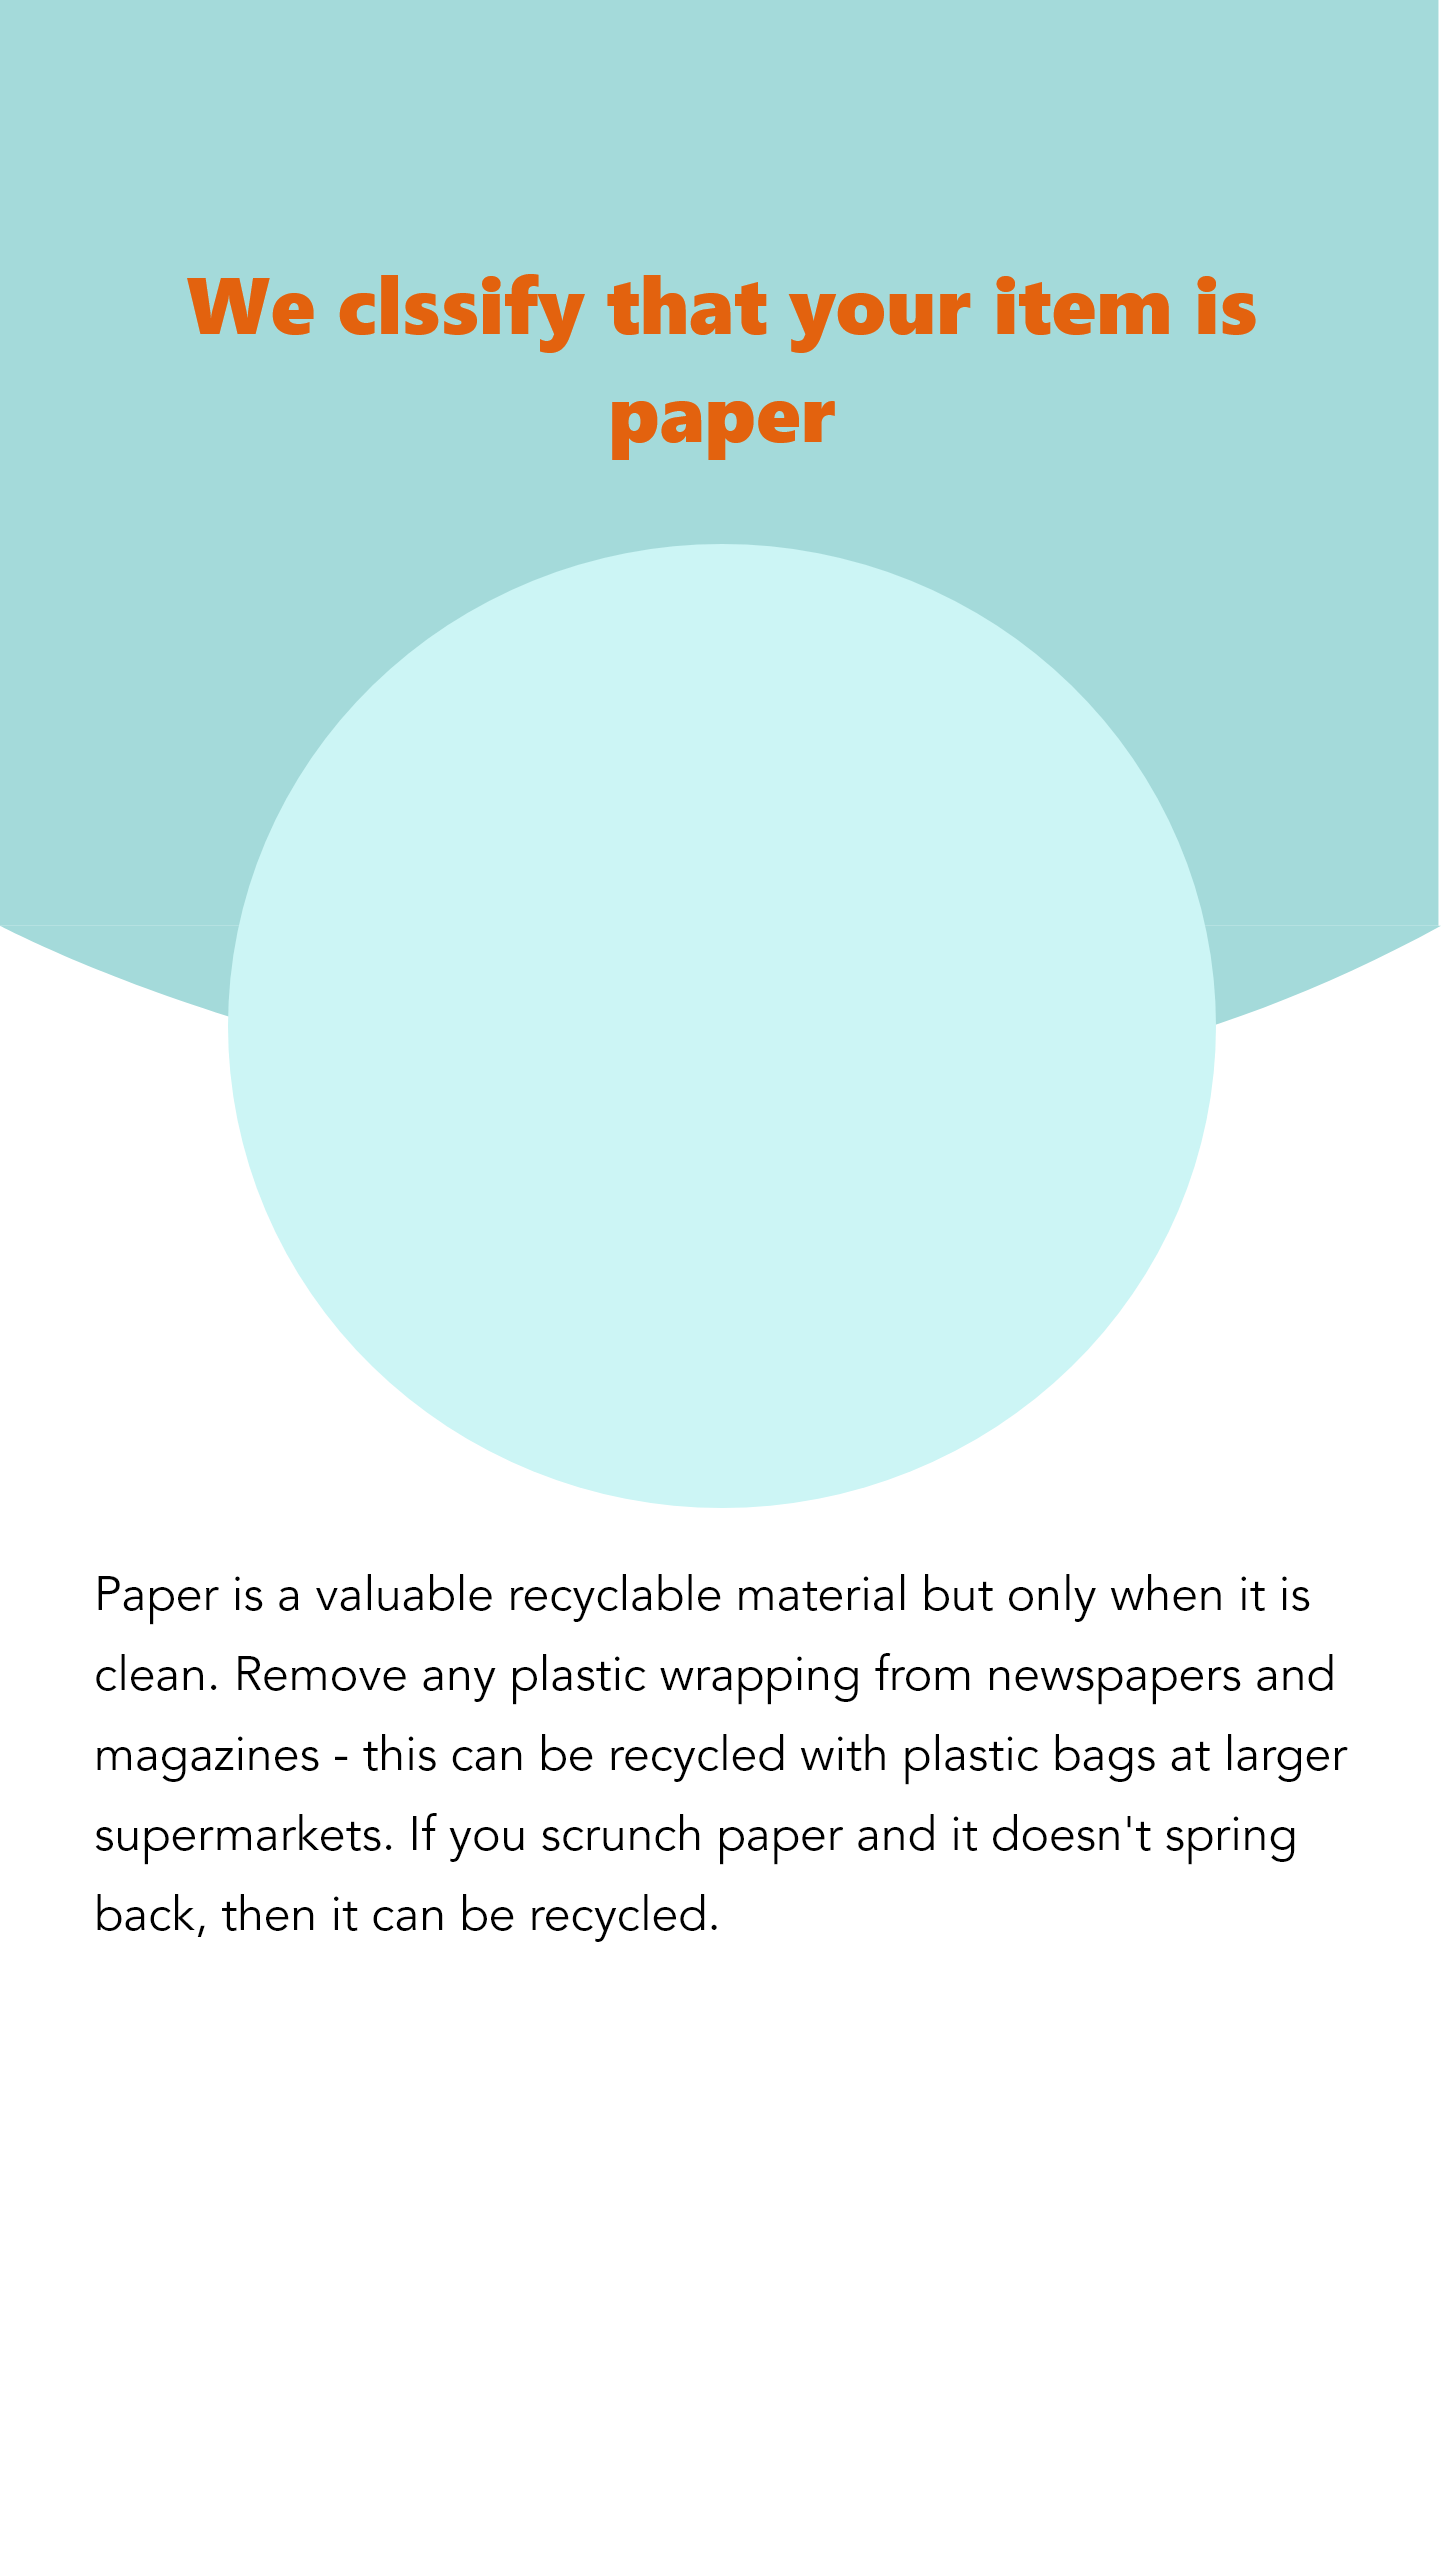 We clssify that your item is
paper
Paper is a valuable recyclable material but only when it is
clean. Remove any plastic wrapping from newspapers and
magazines - this can be recycled with plastic bags at larger
supermarkets. If you scrunch paper and it doesn't spring
back, then it can be recycled.